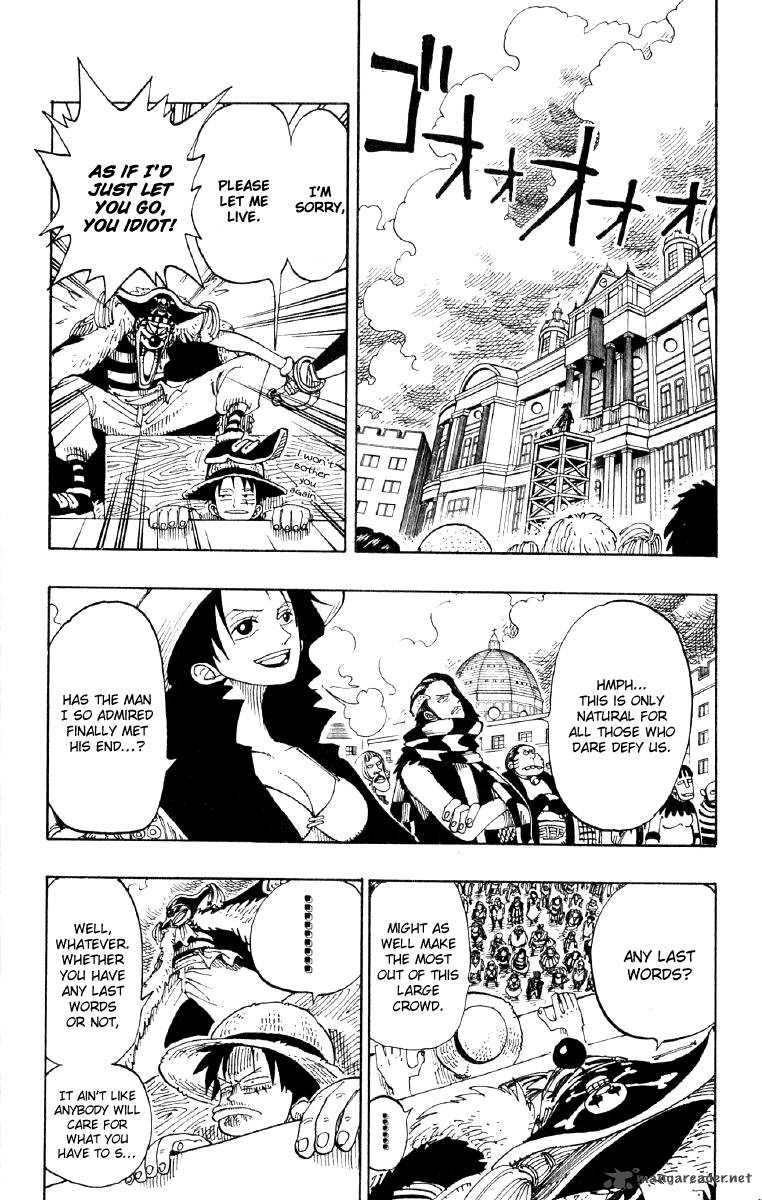 ゴォォオオオ
I'M
SORRY,
PLEASE
LET ME
LIVE.
I won't
bother
you
again
AS IF I'D
JUST LET
YOU GO,
YOU IDIOT!
HMPH...
THIS IS ONLY
NATURAL FOR
ALL THOSE WHO
DARE DEFY US.
HAS THE MAN
I SO ADMIRED
FINALLY MET
HIS END...?
ANY LAST
WORDS?
MIGHT AS
WELL MAKE
THE MOST
OUT OF THIS
LARGE
CROWD.
WELL,
WHATEVER.
WHETHER
YOU HAVE
ANY LAST
WORDS
OR NOT,
IT AIN'T LIKE
ANYBODY WILL
CARE FOR
WHAT YOU
HAVE TO S...
mangareader.net